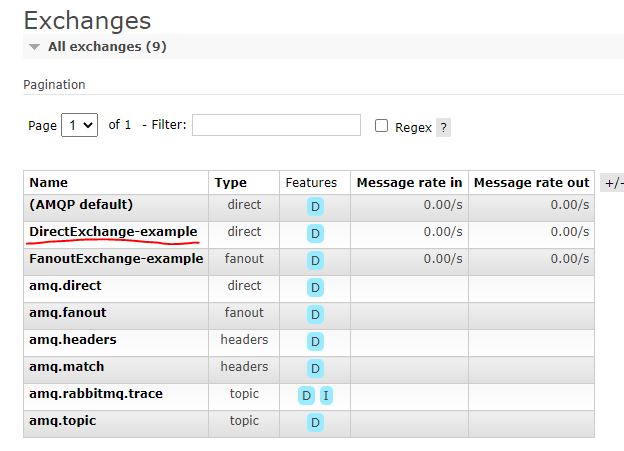 Exchanges
All exchanges (9)
Pagination
Page 1 of 1 - Filter: Regex ?
Name Type Features Message rate in Message rate out +/-
(AMQP default) direct D 0.00/s 0.00/s
DirectExchange-example direct D 0.00/s 0.00/s
FanoutExchange-example fanout D 0.00/s 0.00/s
amq.direct direct D
amq.fanout fanout D
amq.headers headers D
amq.match headers D
amq.rabbitmq.trace topic D I
amq.topic topic D